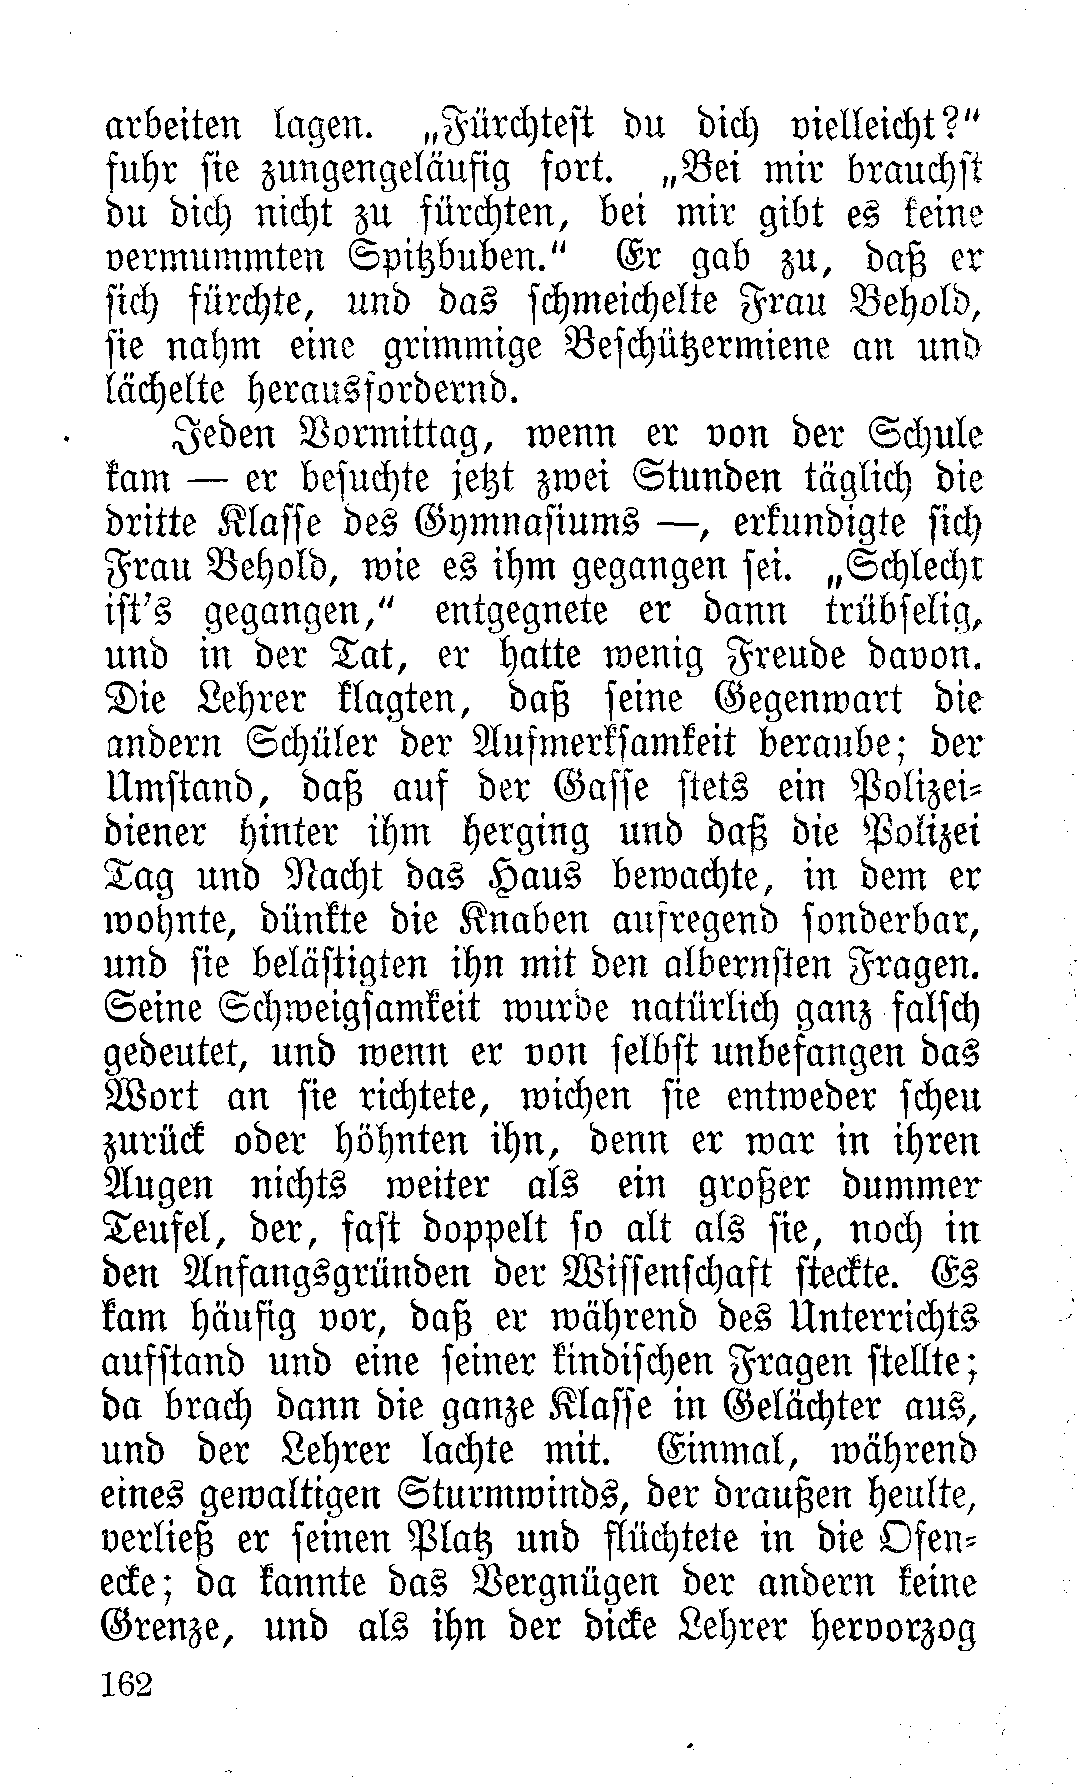 arbeiten lagen. „Fürchtest du dich vielleicht?“
fuhr sie zungengeläufig fort. „Bei mir brauchst
du dich nicht zu fürchten, bei mir gibt es keine
vermummten Spitzbuben.“ Er gab zu, daß er
sich fürchte, und das schmeichelte Frau Behold,
sie nahm eine grimmige Beschützermiene an und
lächelte herausfordernd.
Jeden Vormittag, wenn er von der Schule
kam — er besuchte jetzt zwei Stunden täglich die
dritte Klasse des Gymnasiums —, erkundigte sich
Frau Behold, wie es ihm gegangen sei. „Schlecht
ist's gegangen,“ entgegnete er dann trübselig,
und in der Tat, er hatte wenig Freude davon.
Die Lehrer klagten, daß seine Gegenwart die
andern Schüler der Aufmerksamkeit beraube; der
Umstand, daß auf der Gasse stets ein Polizei-
diener hinter ihm herging und daß die Polizei
Tag und Nacht das Haus bewachte, in dem er
wohnte, dünkte die Knaben aufregend sonderbar,
und sie belästigten ihn mit den albernsten Fragen.
Seine Schweigsamkeit wurde natürlich ganz falsch
gedeutet, und wenn er von selbst unbefangen das
Wort an sie richtete, wichen sie entweder scheu
zurück oder höhnten ihn, denn er war in ihren
Augen nichts weiter als ein großer dummer
Teufel, der, fast doppelt so alt als sie, noch in
den Anfangsgründen der Wissenschaft steckte. Es
kam häufig vor, daß er während des Unterrichts
aufstand und eine seiner kindischen Fragen stellte;
da brach dann die ganze Klasse in Gelächter aus,
und der Lehrer lachte mit. Einmal, während
eines gewaltigen Sturmwinds, der draußen heulte,
verließ er seinen Platz und flüchtete in die Ofen-
ecke; da kannte das Vergnügen der andern keine
Grenze, und als ihn der dicke Lehrer hervorzog
162